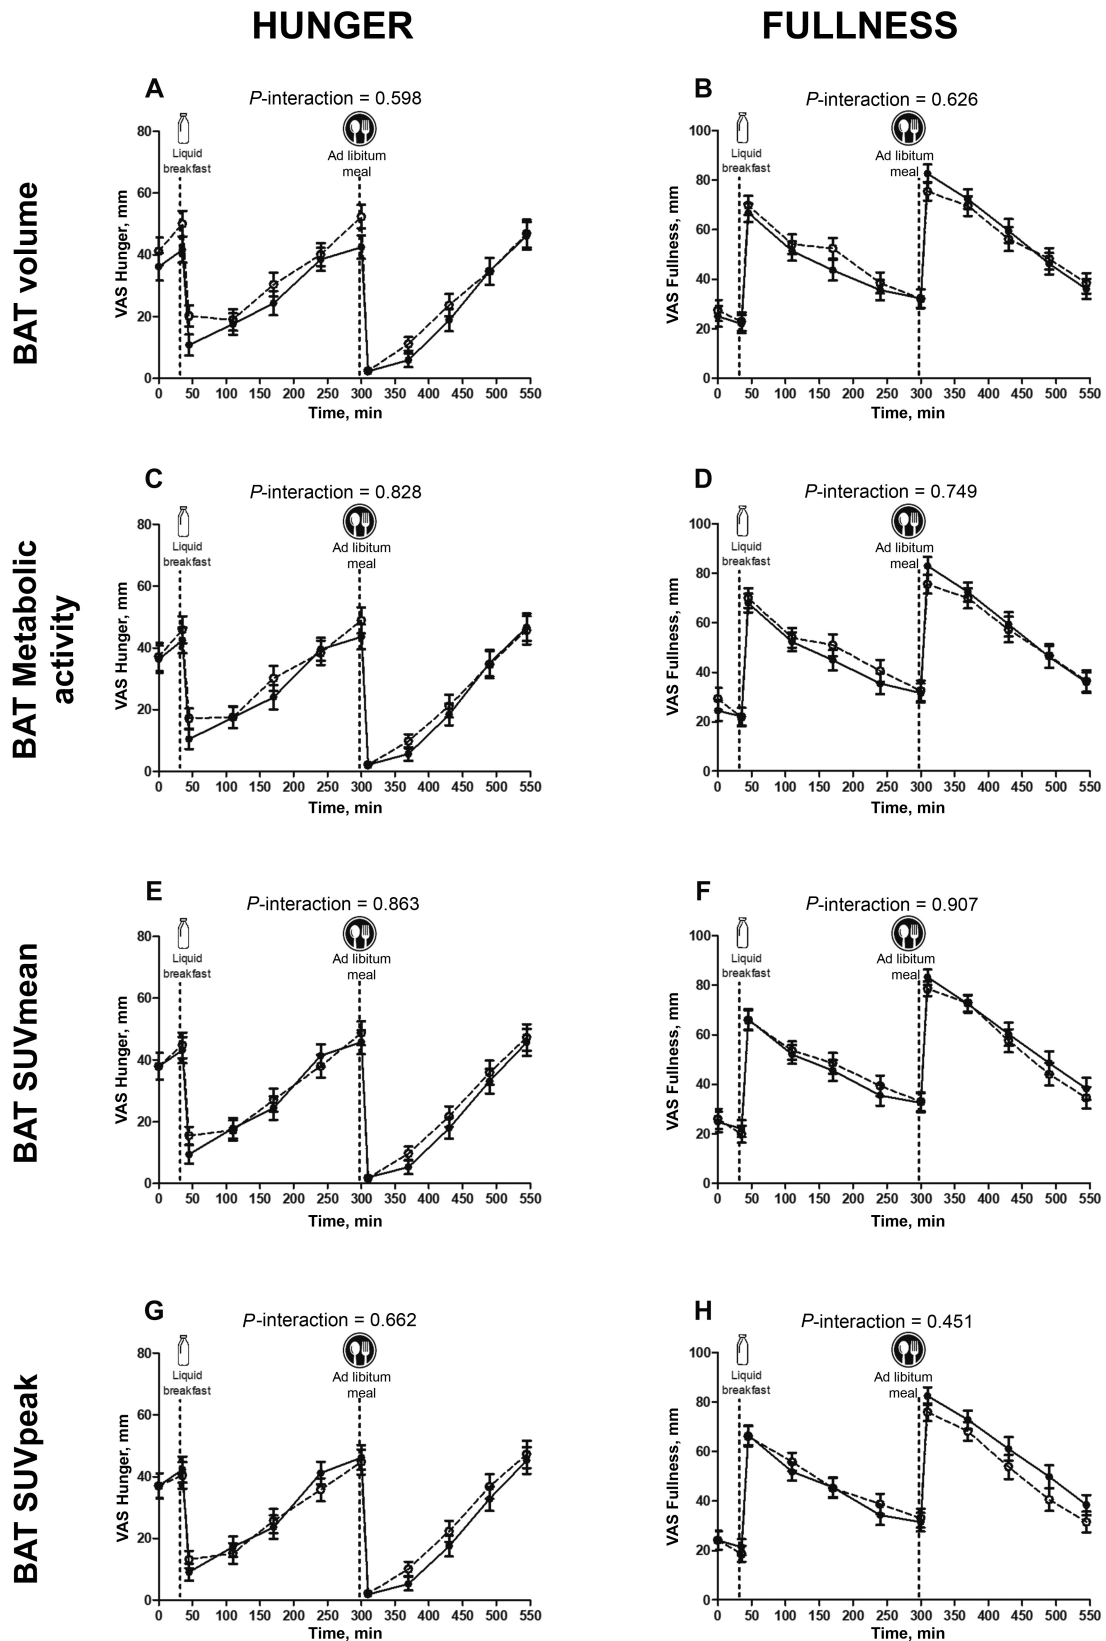 HUNGER
FULLNESS
BAT volume
A
P-interaction = 0.598
Liquid
breakfast
Ad libitum
meal
VAS Hunger, mm
80
60
40
20
0
0 50 100 150 200 250 300 350 400 450 500 550
Time, min
B
P-interaction = 0.626
Liquid
breakfast
Ad libitum
meal
VAS Fullness, mm
100
80
60
40
20
0
0 50 100 150 200 250 300 350 400 450 500 550
Time, min
BAT Metabolic
activity
C
P-interaction = 0.828
Liquid
breakfast
Ad libitum
meal
VAS Hunger, mm
80
60
40
20
0
0 50 100 150 200 250 300 350 400 450 500 550
Time, min
D
P-interaction = 0.749
Liquid
breakfast
Ad libitum
meal
VAS Fullness, mm
100
80
60
40
20
0
0 50 100 150 200 250 300 350 400 450 500 550
Time, min
BAT SUVmean
E
P-interaction = 0.863
Liquid
breakfast
Ad libitum
meal
VAS Hunger, mm
80
60
40
20
0
0 50 100 150 200 250 300 350 400 450 500 550
Time, min
F
P-interaction = 0.907
Liquid
breakfast
Ad libitum
meal
VAS Fullness, mm
100
80
60
40
20
0
0 50 100 150 200 250 300 350 400 450 500 550
Time, min
BAT SUVpeak
G
P-interaction = 0.662
Liquid
breakfast
Ad libitum
meal
VAS Hunger, mm
80
60
40
20
0
0 50 100 150 200 250 300 350 400 450 500 550
Time, min
H
P-interaction = 0.451
Liquid
breakfast
Ad libitum
meal
VAS Fullness, mm
100
80
60
40
20
0
0 50 100 150 200 250 300 350 400 450 500 550
Time, min